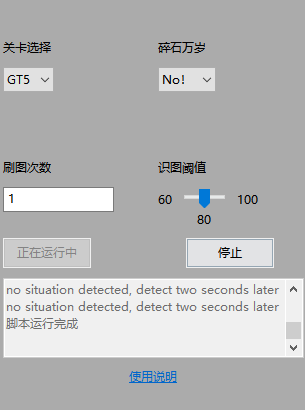 关卡选择 碎石万岁
GT5 No!
刷图次数 识图阈值
1 60 100
80
正在运行中 停止
no situation detected, detect two seconds later
no situation detected, detect two seconds later
脚本运行完成
使用说明